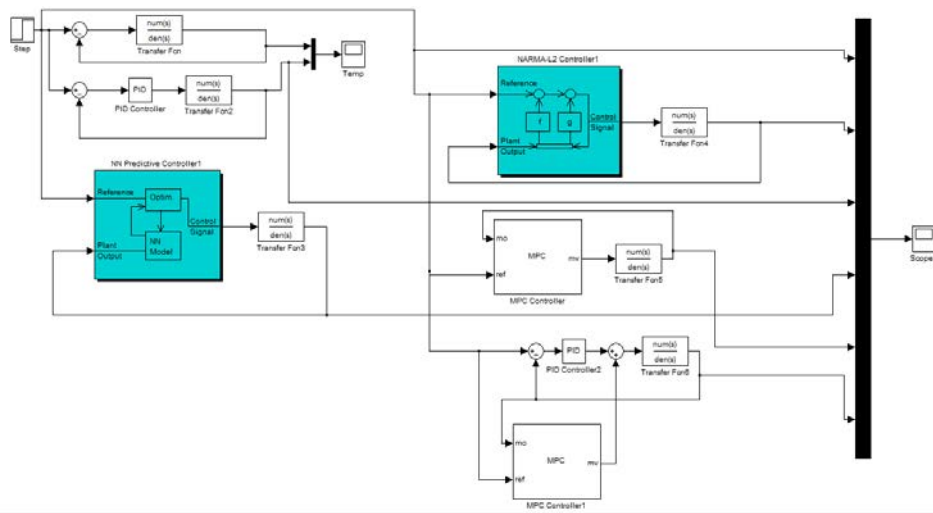 Step
num(s)
den(s)
Transfer Fcn
Temp
PID
PID Controller
num(s)
den(s)
Transfer Fcn2
NARMA-L2 Controller1
Reference
f
g
Control
Signal
Plant
Output
num(s)
den(s)
Transfer Fcn4
NN Predictive Controller1
Reference
Optim.
Control
Signal
Plant
Output
NN
Model
num(s)
den(s)
Transfer Fcn3
mo
MPC
mv
ref
MPC Controller
num(s)
den(s)
Transfer Fcn5
Scope
PID
PID Controller2
num(s)
den(s)
Transfer Fcn6
mo
MPC
mv
ref
MPC Controller1